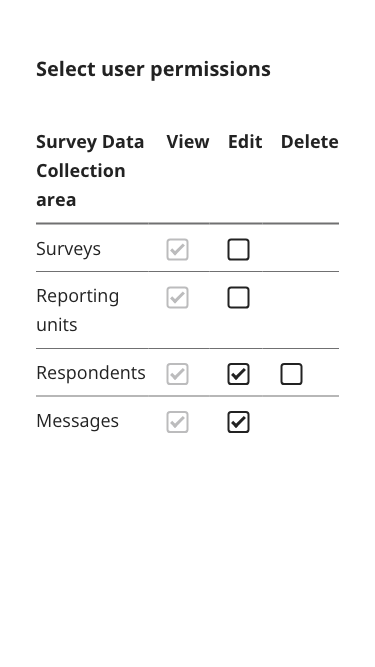 Select user permissions
Survey Data View Edit Delete
Collection
area
Surveys
Reporting
units
Respondents
Messages